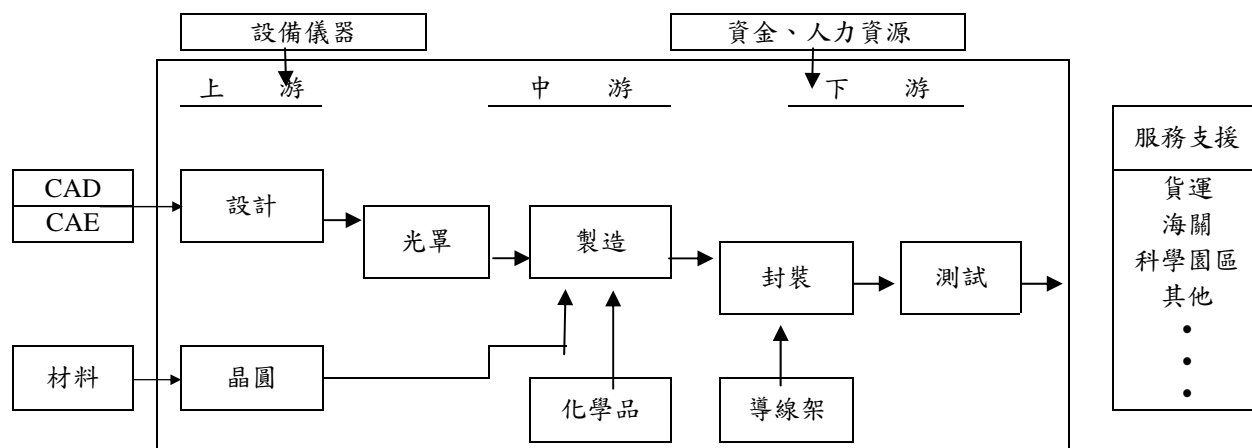 設備儀器
資金、人力資源
上 游
中 游
下 游
服務支援
貨運
海關
科學園區
其他
•
•
•
CAD
CAE
設計
光罩
製造
封裝
測試
材料
晶圓
化學品
導線架